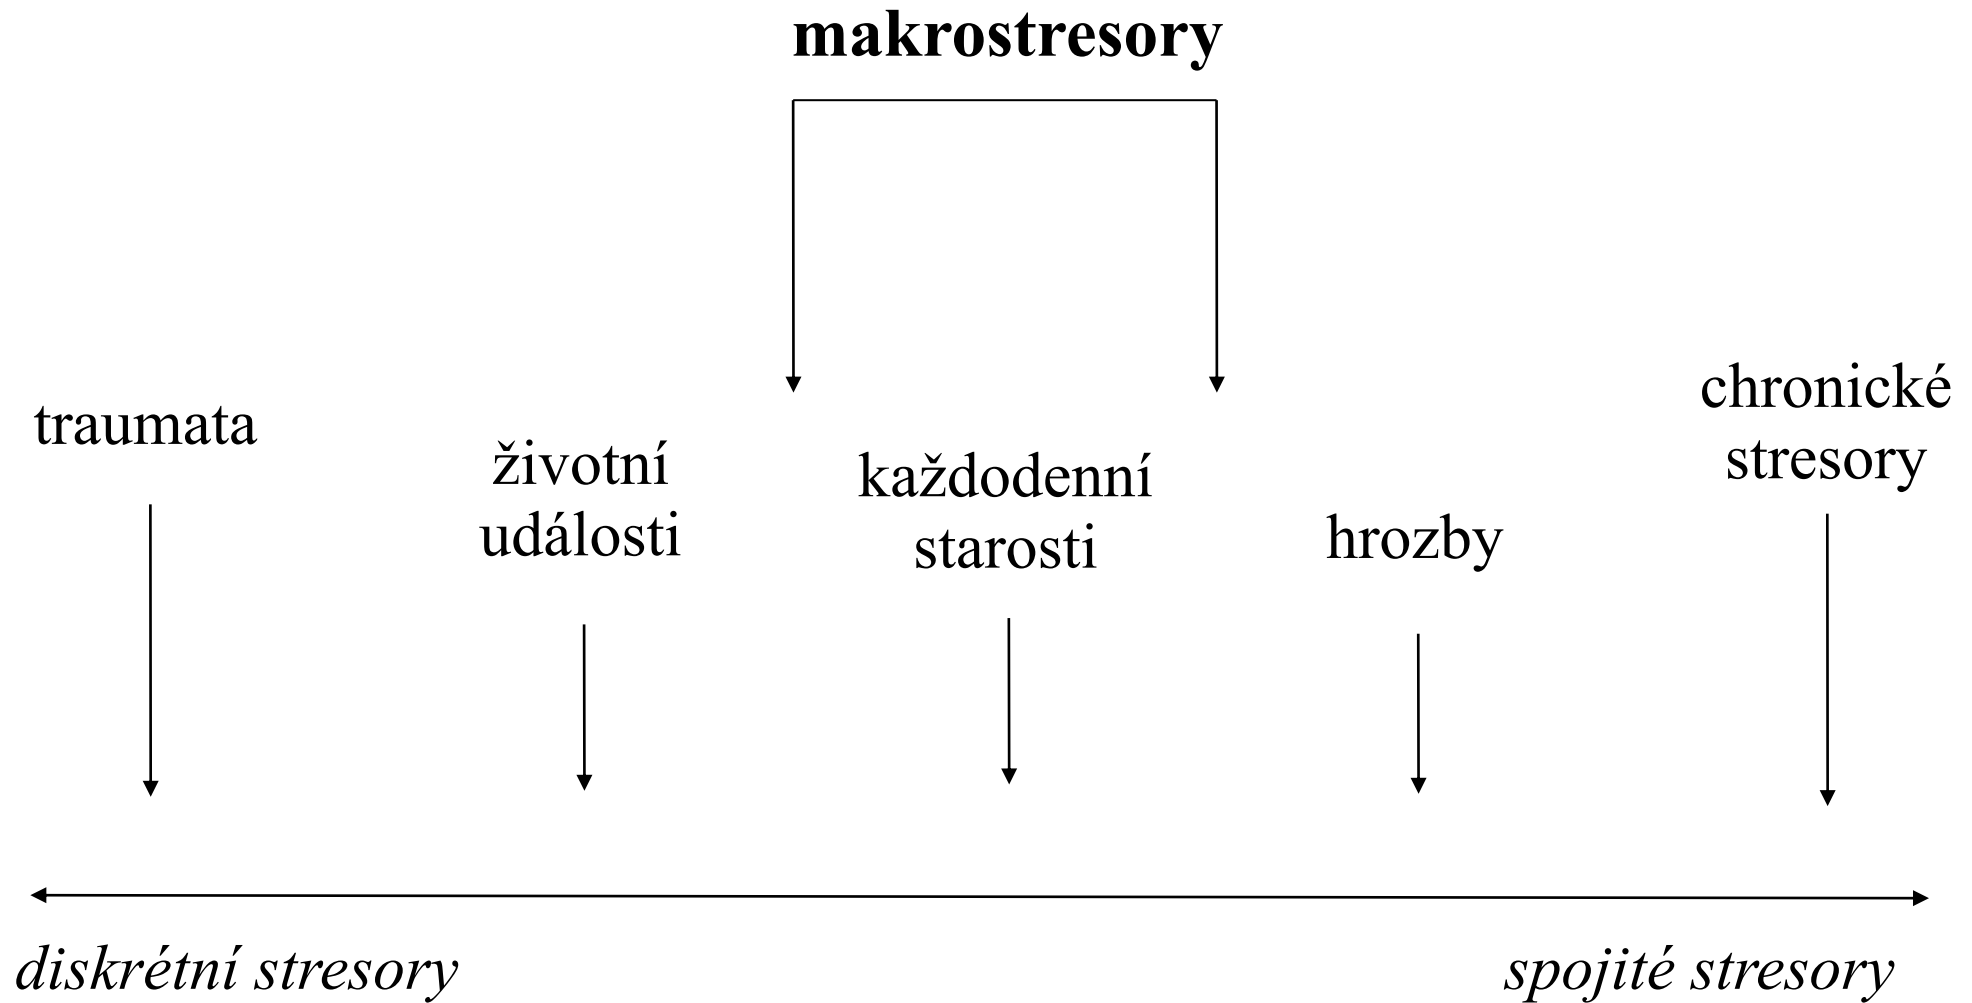 makrostresory
traumata
životní
události
každodenní
starosti
hrozby
chronické
stresory
diskrétní stresory
spojité stresory